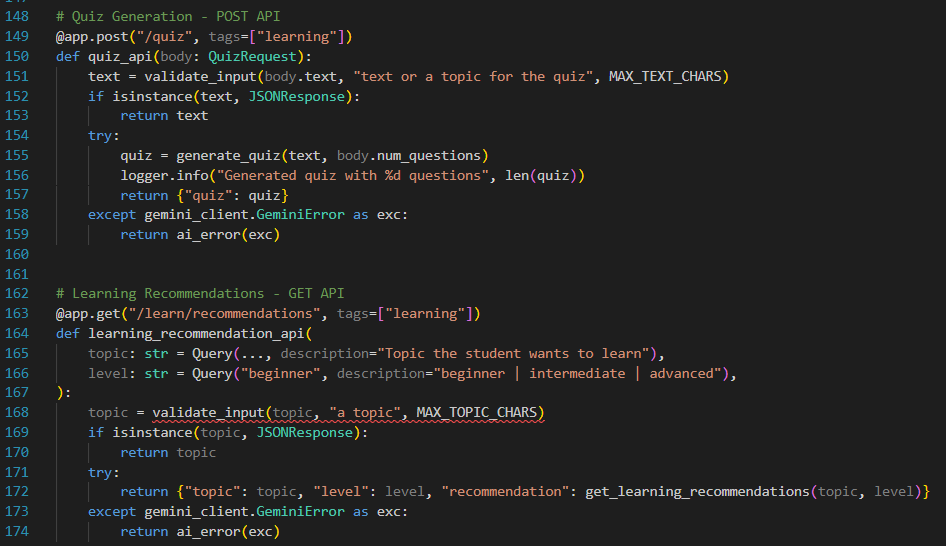 148 # Quiz Generation - POST API
149 @app.post("/quiz", tags=["learning"])
150 def quiz_api(body: QuizRequest):
151     text = validate_input(body.text, "text or a topic for the quiz", MAX_TEXT_CHARS)
152     if isinstance(text, JSONResponse):
153         return text
154     try:
155         quiz = generate_quiz(text, body.num_questions)
156         logger.info("Generated quiz with %d questions", len(quiz))
157         return {"quiz": quiz}
158     except gemini_client.GeminiError as exc:
159         return ai_error(exc)
160
161
162 # Learning Recommendations - GET API
163 @app.get("/learn/recommendations", tags=["learning"])
164 def learning_recommendation_api(
165     topic: str = Query(..., description="Topic the student wants to learn"),
166     level: str = Query("beginner", description="beginner | intermediate | advanced"),
167 ):
168     topic = validate_input(topic, "a topic", MAX_TOPIC_CHARS)
169     if isinstance(topic, JSONResponse):
170         return topic
171     try:
172         return {"topic": topic, "level": level, "recommendation": get_learning_recommendations(topic, level)}
173     except gemini_client.GeminiError as exc:
174         return ai_error(exc)